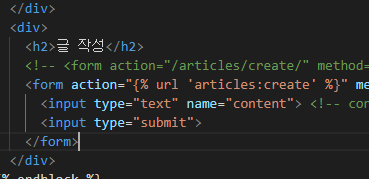 </div>
<div>
<h2>글 작성</h2>
<!-- <form action="/articles/create/" method=
<form action="{% url 'articles:create' %}" me
<input type="text" name="content"> <!-- con
<input type="submit">
</form>
</div>
{% endblock %}